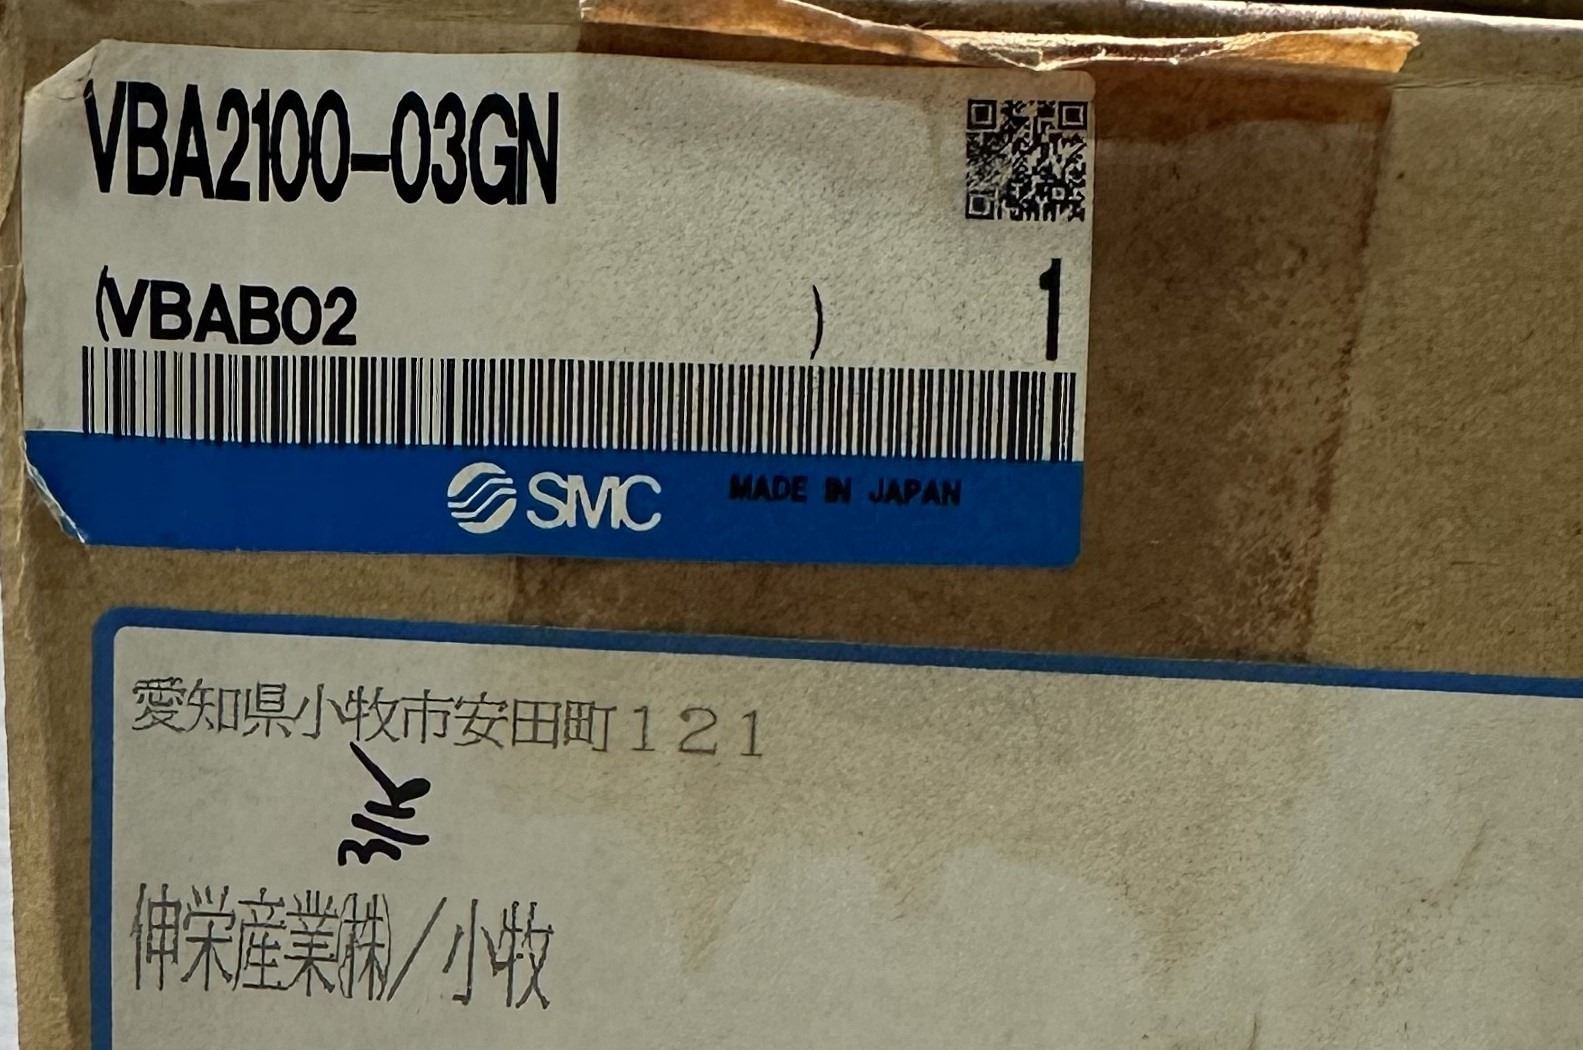 VBA2100-03GN
(VBAB02 ) 1
SMC MADE IN JAPAN
愛知県小牧市安田町121
伸栄産業(株)/小牧